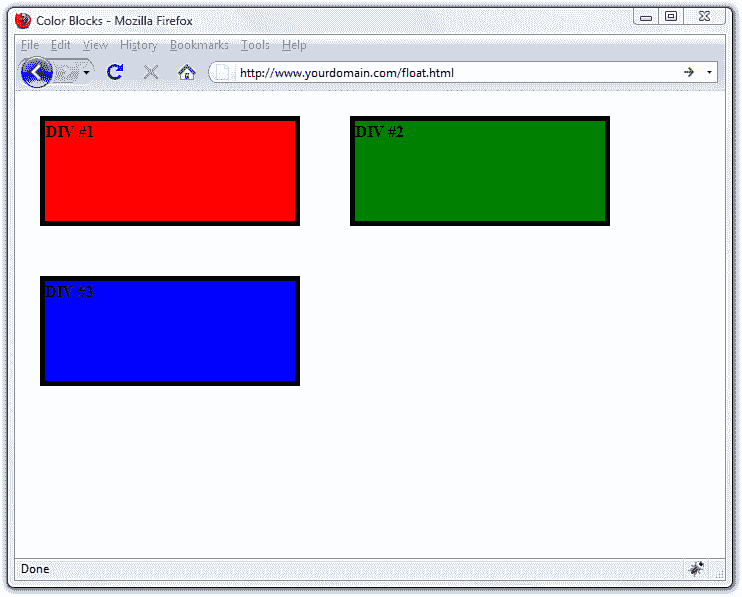 Color Blocks - Mozilla Firefox
File Edit View History Bookmarks Tools Help
http://www.yourdomain.com/float.html
DIV #1 DIV #2
DIV #3
Done